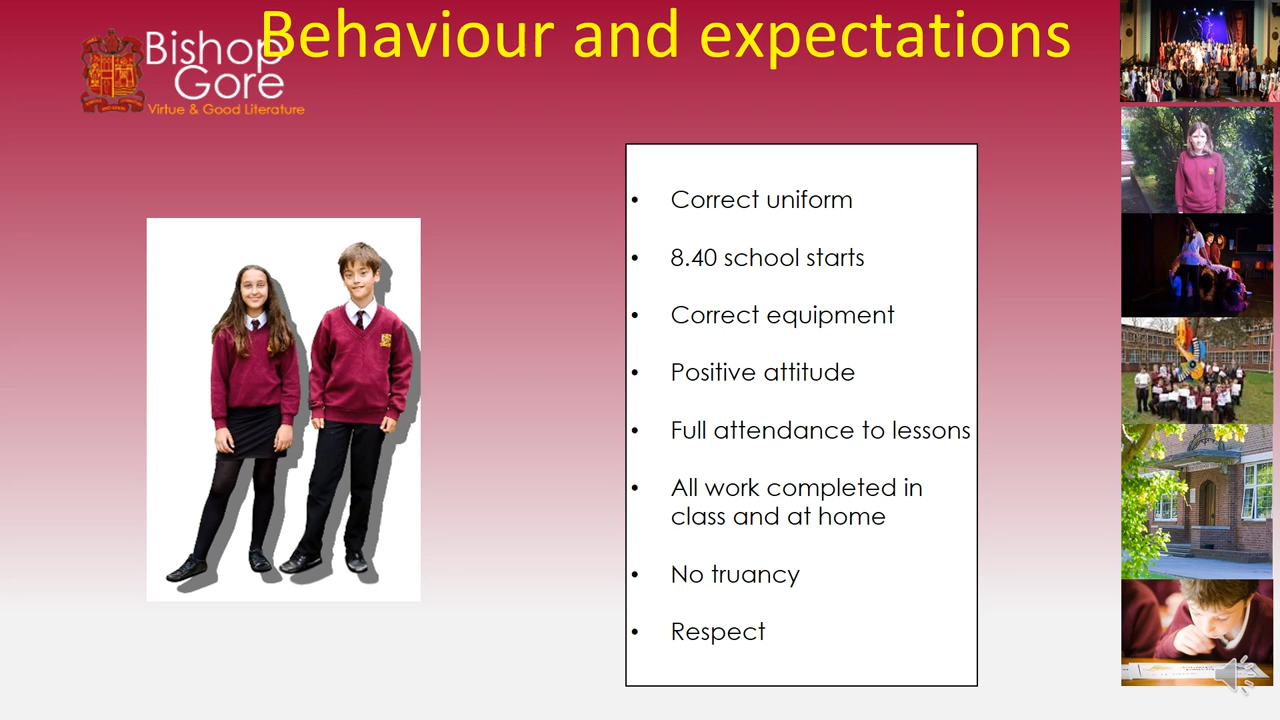 Behaviour and expectations
Bishop
Gore
Virtue & Good Literature
• Correct uniform
• 8.40 school starts
• Correct equipment
• Positive attitude
• Full attendance to lessons
• All work completed in
class and at home
• No truancy
• Respect